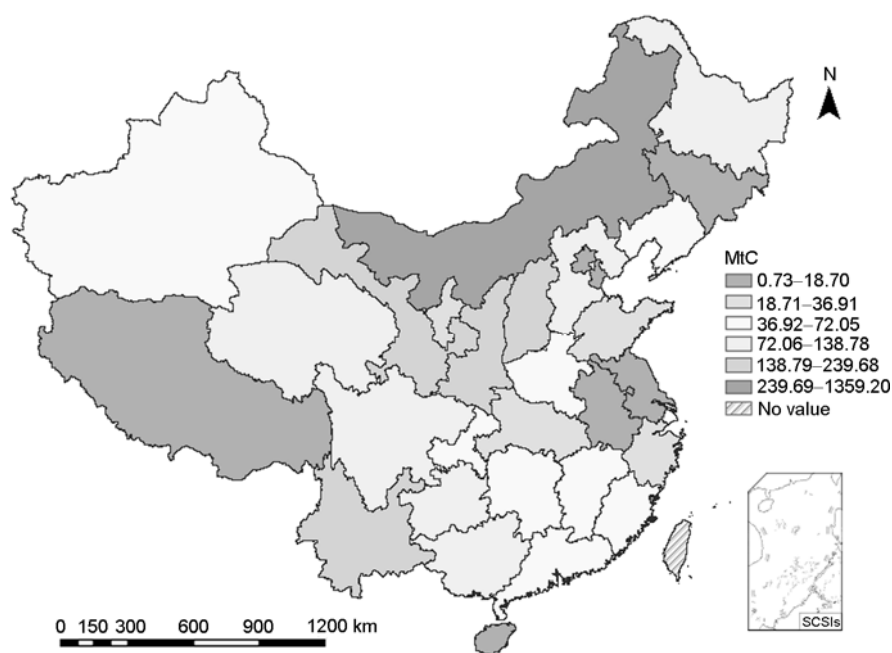 N
MtC
0.73–18.70
18.71–36.91
36.92–72.05
72.06–138.78
138.79–239.68
239.69–1359.20
No value
SCSIs
0 150 300 600 900 1200 km